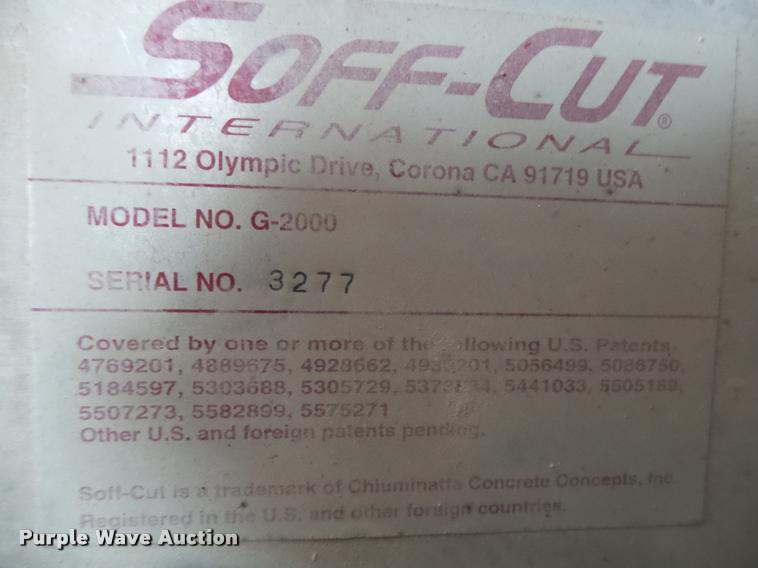 SOFF-CUT®
INTERNATIONAL
1112 Olympic Drive, Corona CA 91719 USA
MODEL NO. G-2000
SERIAL NO. 3277
Covered by one or more of the following U.S. Patents
4769201, 4889675, 4928662, 5056499, 5086750,
5184597, 5303688, 5305729, 5441033, 5505189,
5507273, 5582899, 5575271
Other U.S. and foreign patents pending.
Soff-Cut is a trademark of Chiuminatta Concrete Concepts, Inc
Registered in the U.S. and other foreign countries.
Purple Wave Auction